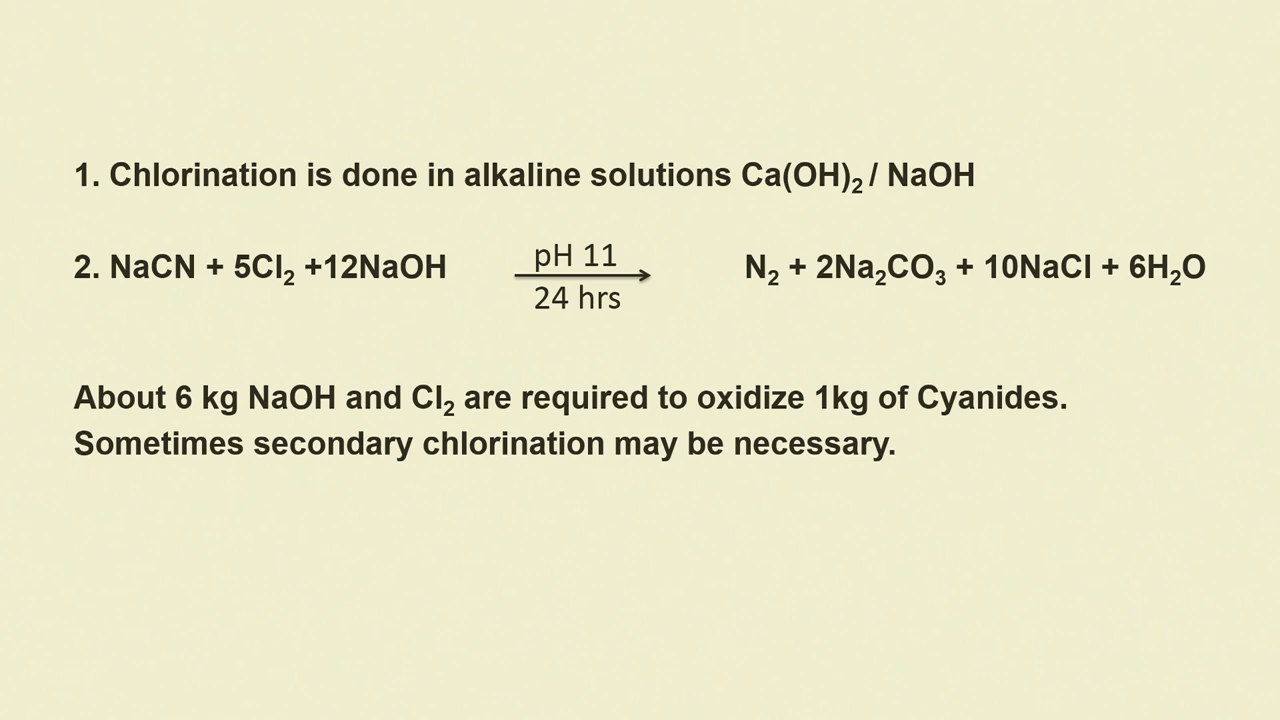 1. Chlorination is done in alkaline solutions Ca(OH)₂ / NaOH
2. NaCN + 5Cl₂ +12NaOH pH 11 24 hrs N₂ + 2Na₂CO₃ + 10NaCl + 6H₂O
About 6 kg NaOH and Cl₂ are required to oxidize 1kg of Cyanides.
Sometimes secondary chlorination may be necessary.